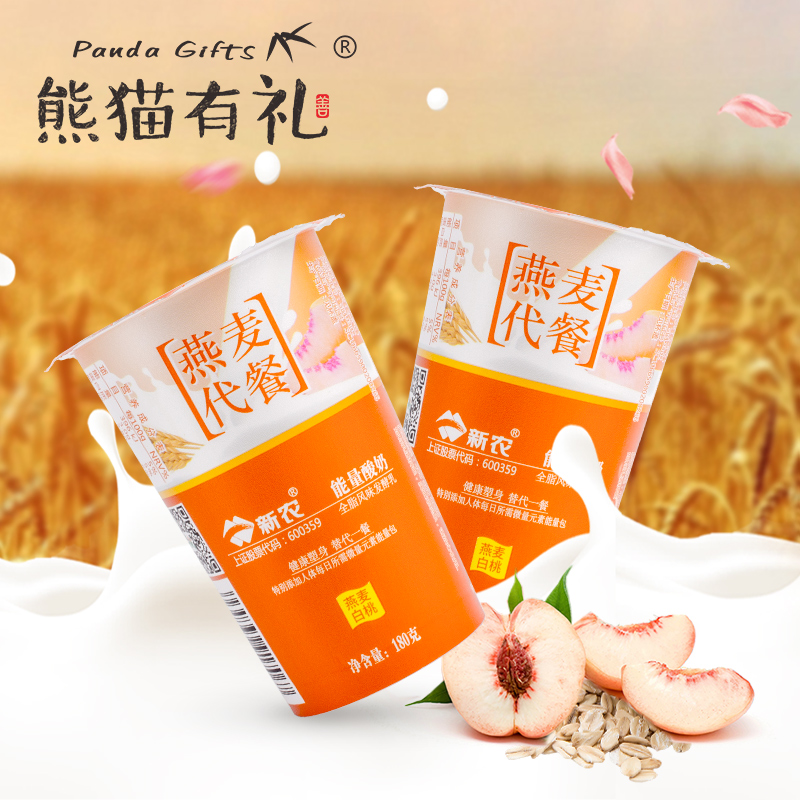 Panda Gifts ®
熊猫有礼
善
燕麦
代餐
新农®
上证股票代码：600359
能量酸奶
全脂风味发酵乳
健康塑身 替代一餐
特别添加人体每日所需微量元素能量包
燕麦
白桃
净含量：180克
燕麦
代餐
新农®
上证股票代码：600359
健康塑身 替代一餐
特别添加人体每日所需微量元素能量包
燕麦
白桃